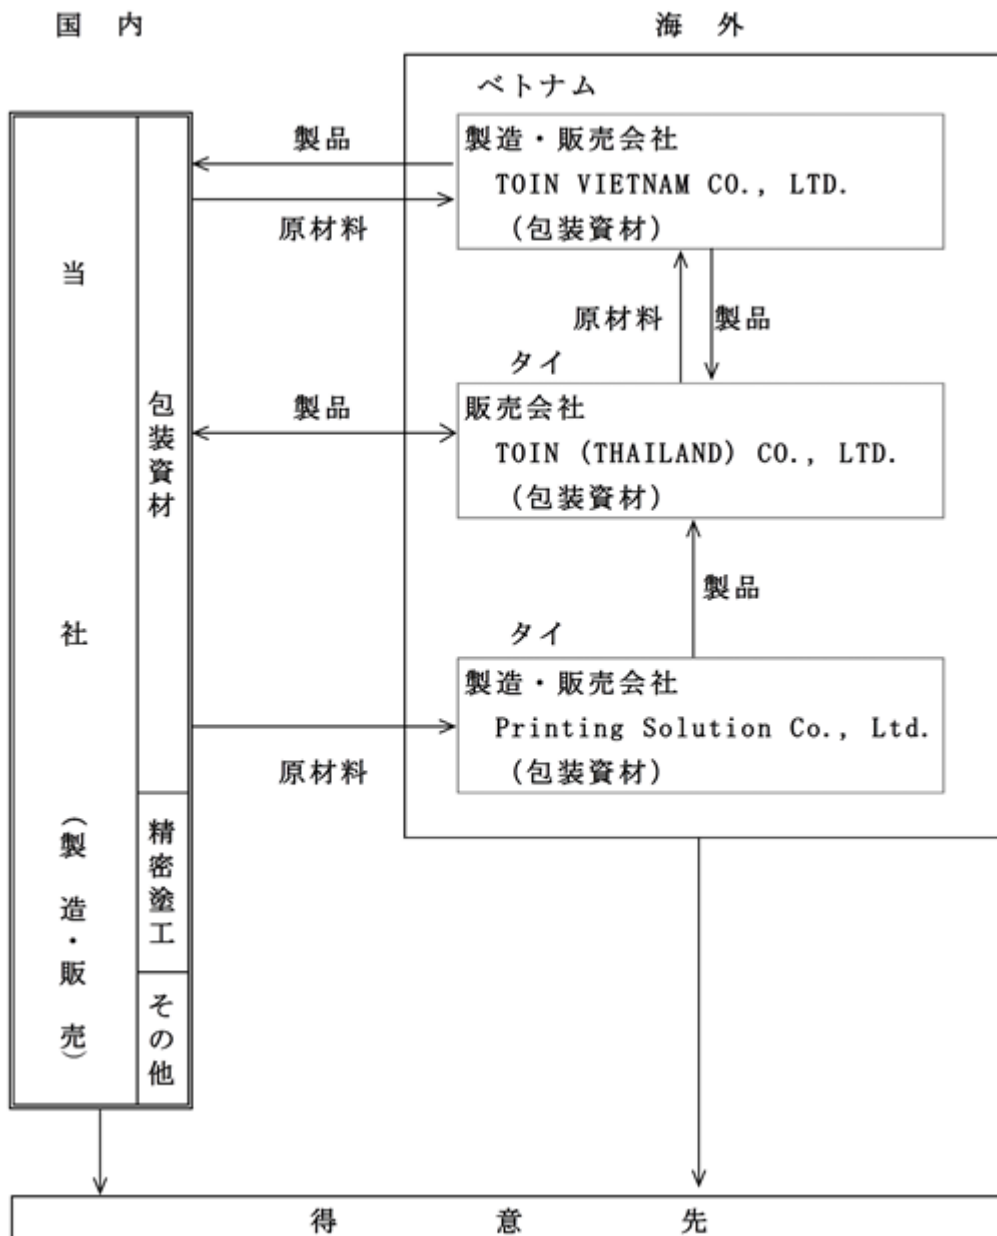 国 内
海 外
ベトナム
製造・販売会社
TOIN VIETNAM CO., LTD.
(包装資材)
製品
原材料
原材料
製品
タイ
販売会社
TOIN (THAILAND) CO., LTD.
(包装資材)
製品
製品
タイ
製造・販売会社
Printing Solution Co., Ltd.
(包装資材)
原材料
当 社 (製 造・販 売)
包装資材
精密塗工
その他
得 意 先